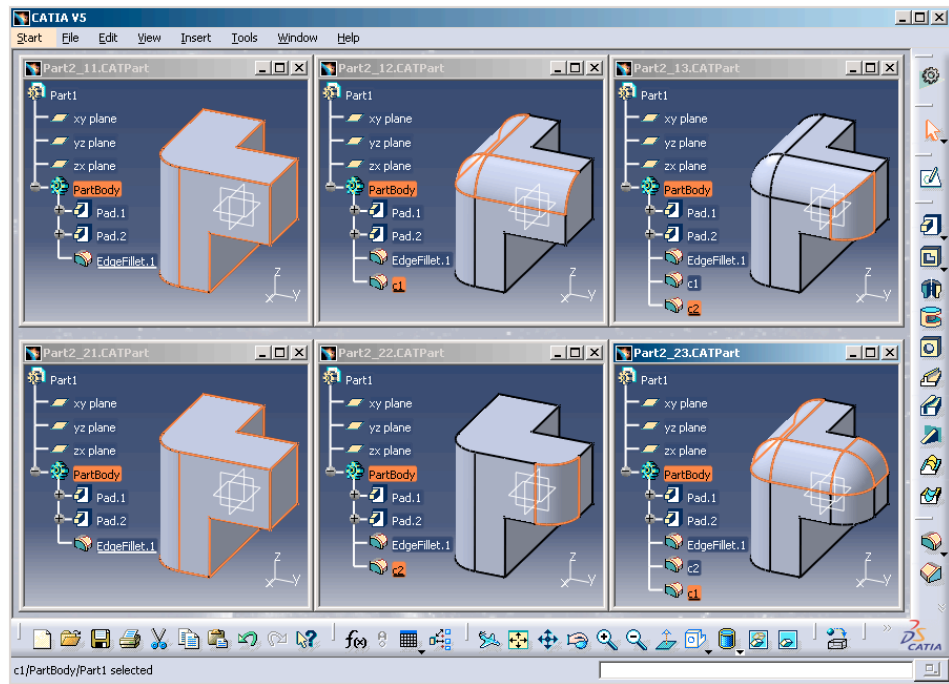 CATIA V5
Start File Edit View Insert Tools Window Help
Part2_11.CATPart
Part1
xy plane
yz plane
zx plane
PartBody
Pad.1
Pad.2
EdgeFillet.1
z
x
y
Part2_12.CATPart
Part1
xy plane
yz plane
zx plane
PartBody
Pad.1
Pad.2
EdgeFillet.1
c1
z
x
y
Part2_13.CATPart
Part1
xy plane
yz plane
zx plane
PartBody
Pad.1
Pad.2
EdgeFillet.1
c1
c2
z
x
y
Part2_21.CATPart
Part1
xy plane
yz plane
zx plane
PartBody
Pad.1
Pad.2
EdgeFillet.1
z
x
y
Part2_22.CATPart
Part1
xy plane
yz plane
zx plane
PartBody
Pad.1
Pad.2
EdgeFillet.1
c2
z
x
y
Part2_23.CATPart
Part1
xy plane
yz plane
zx plane
PartBody
Pad.1
Pad.2
EdgeFillet.1
c2
c1
z
x
y
f(x)
»
CATIA
c1/PartBody/Part1 selected